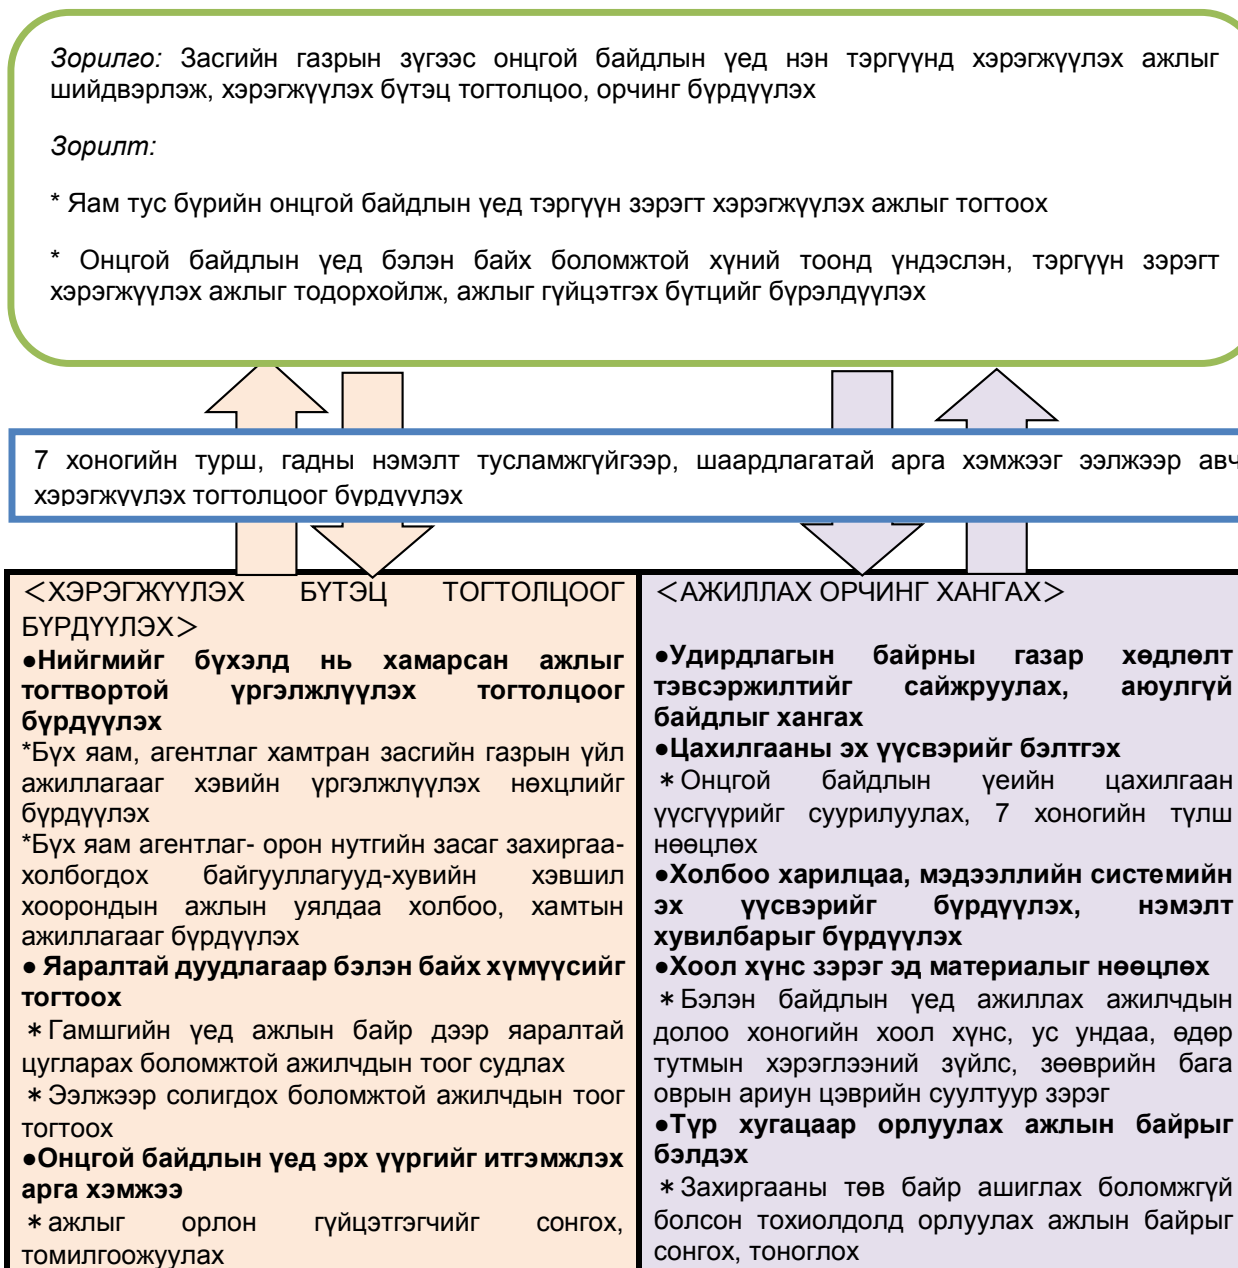 Зорилго: Засгийн газрын зүгээс онцгой байдлын үед нэн тэргүүнд хэрэгжүүлэх ажлыг
шийдвэрлэж, хэрэгжүүлэх бүтэц тогтолцоо, орчинг бүрдүүлэх
Зорилт:
* Яам тус бүрийн онцгой байдлын үед тэргүүн зэрэгт хэрэгжүүлэх ажлыг тогтоох
* Онцгой байдлын үед бэлэн байх боломжтой хүний тоонд үндэслэн, тэргүүн зэрэгт
хэрэгжүүлэх ажлыг тодорхойлж, ажлыг гүйцэтгэх бүтцийг бүрэлдүүлэх
7 хоногийн турш, гадны нэмэлт тусламжгүйгээр, шаардлагатай арга хэмжээг ээлжээр авч
хэрэгжүүлэх тогтолцоог бүрдүүлэх
＜ХЭРЭГЖҮҮЛЭХ БҮТЭЦ ТОГТОЛЦООГ
БҮРДҮҮЛЭХ＞
●Нийгмийг бүхэлд нь хамарсан ажлыг
тогтвортой үргэлжлүүлэх тогтолцоог
бүрдүүлэх
*Бүх яам, агентлаг хамтран засгийн газрын үйл
ажиллагааг хэвийн үргэлжлүүлэх нөхцлийг
бүрдүүлэх
*Бүх яам агентлаг- орон нутгийн засаг захиргаа-
холбогдох байгууллагууд-хувийн хэвшил
хоорондын ажлын уялдаа холбоо, хамтын
ажиллагааг бүрдүүлэх
● Яаралтай дуудлагаар бэлэн байх хүмүүсийг
тогтоох
＊Гамшгийн үед ажлын байр дээр яаралтай
цугларах боломжтой ажилчдын тоог судлах
＊Ээлжээр солигдох боломжтой ажилчдын тоог
тогтоох
●Онцгой байдлын үед эрх үүргийг итгэмжлэх
арга хэмжээ
＊ажлыг орлон гүйцэтгэгчийг сонгох,
томилгоожуулах
＜АЖИЛЛАХ ОРЧИНГ ХАНГАХ＞
●Удирдлагын байрны газар хөдлөлт
тэвсэржилтийг сайжруулах, аюулгүй
байдлыг хангах
●Цахилгааны эх үүсвэрийг бэлтгэх
＊Онцгой байдлын үеийн цахилгаан
үүсгүүрийг суурилуулах, 7 хоногийн түлш
нөөцлөх
●Холбоо харилцаа, мэдээллийн системийн
эх үүсвэрийг бүрдүүлэх, нэмэлт
хувилбарыг бүрдүүлэх
●Хоол хүнс зэрэг эд материалыг нөөцлөх
＊Бэлэн байдлын үед ажиллах ажилчдын
долоо хоногийн хоол хүнс, ус ундаа, өдөр
тутмын хэрэглээний зүйлс, зөөврийн бага
оврын ариун цэврийн суултуур зэрэг
●Түр хугацаар орлуулах ажлын байрыг
бэлдэх
＊Захиргааны төв байр ашиглах боломжгүй
болсон тохиолдолд орлуулах ажлын байрыг
сонгох, тоноглох